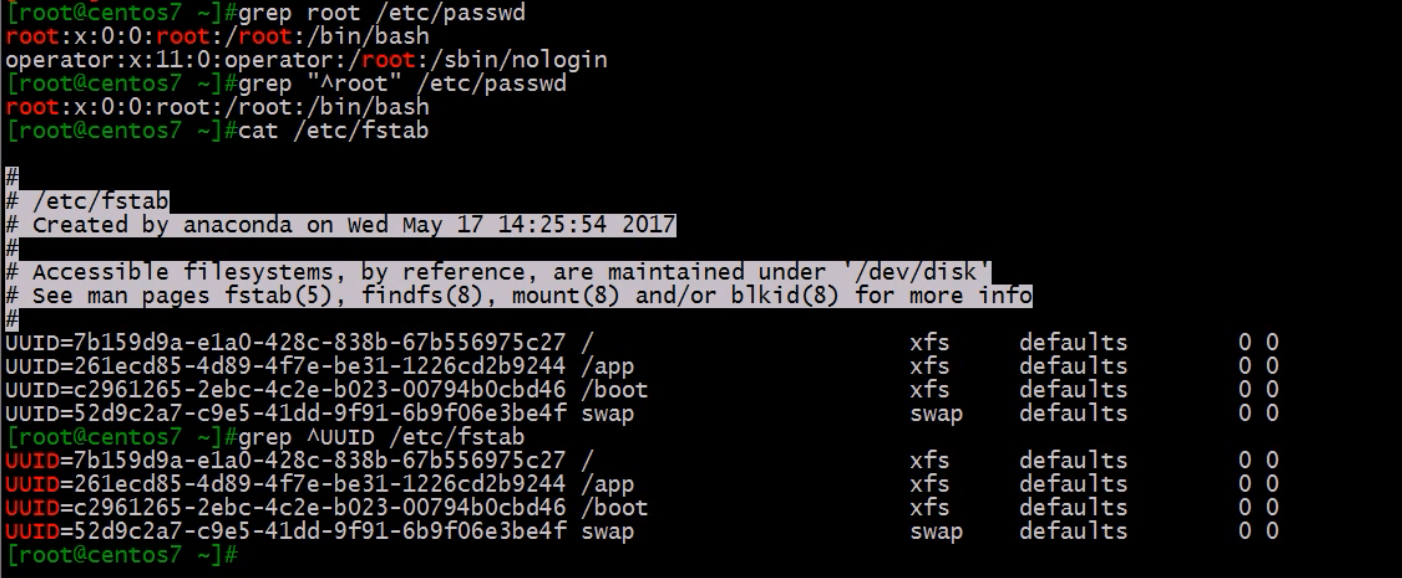 [root@centos7 ~]#grep root /etc/passwd
root:x:0:0:root:/root:/bin/bash
operator:x:11:0:operator:/root:/sbin/nologin
[root@centos7 ~]#grep "^root" /etc/passwd
root:x:0:0:root:/root:/bin/bash
[root@centos7 ~]#cat /etc/fstab
#
# /etc/fstab
# Created by anaconda on Wed May 17 14:25:54 2017
#
# Accessible filesystems, by reference, are maintained under '/dev/disk'
# See man pages fstab(5), findfs(8), mount(8) and/or blkid(8) for more info
#
UUID=7b159d9a-e1a0-428c-838b-67b556975c27 / xfs defaults 0 0
UUID=261ecd85-4d89-4f7e-be31-1226cd2b9244 /app xfs defaults 0 0
UUID=c2961265-2ebc-4c2e-b023-00794b0cbd46 /boot xfs defaults 0 0
UUID=52d9c2a7-c9e5-41dd-9f91-6b9f06e3be4f swap swap defaults 0 0
[root@centos7 ~]#grep ^UUID /etc/fstab
UUID=7b159d9a-e1a0-428c-838b-67b556975c27 / xfs defaults 0 0
UUID=261ecd85-4d89-4f7e-be31-1226cd2b9244 /app xfs defaults 0 0
UUID=c2961265-2ebc-4c2e-b023-00794b0cbd46 /boot xfs defaults 0 0
UUID=52d9c2a7-c9e5-41dd-9f91-6b9f06e3be4f swap swap defaults 0 0
[root@centos7 ~]#